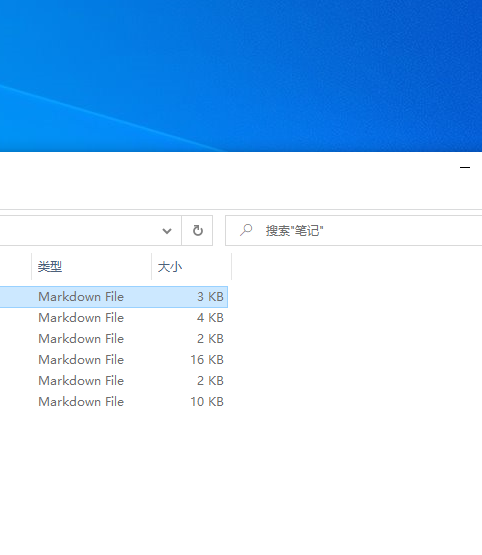 搜索"笔记"
类型 大小
Markdown File 3 KB
Markdown File 4 KB
Markdown File 2 KB
Markdown File 16 KB
Markdown File 2 KB
Markdown File 10 KB